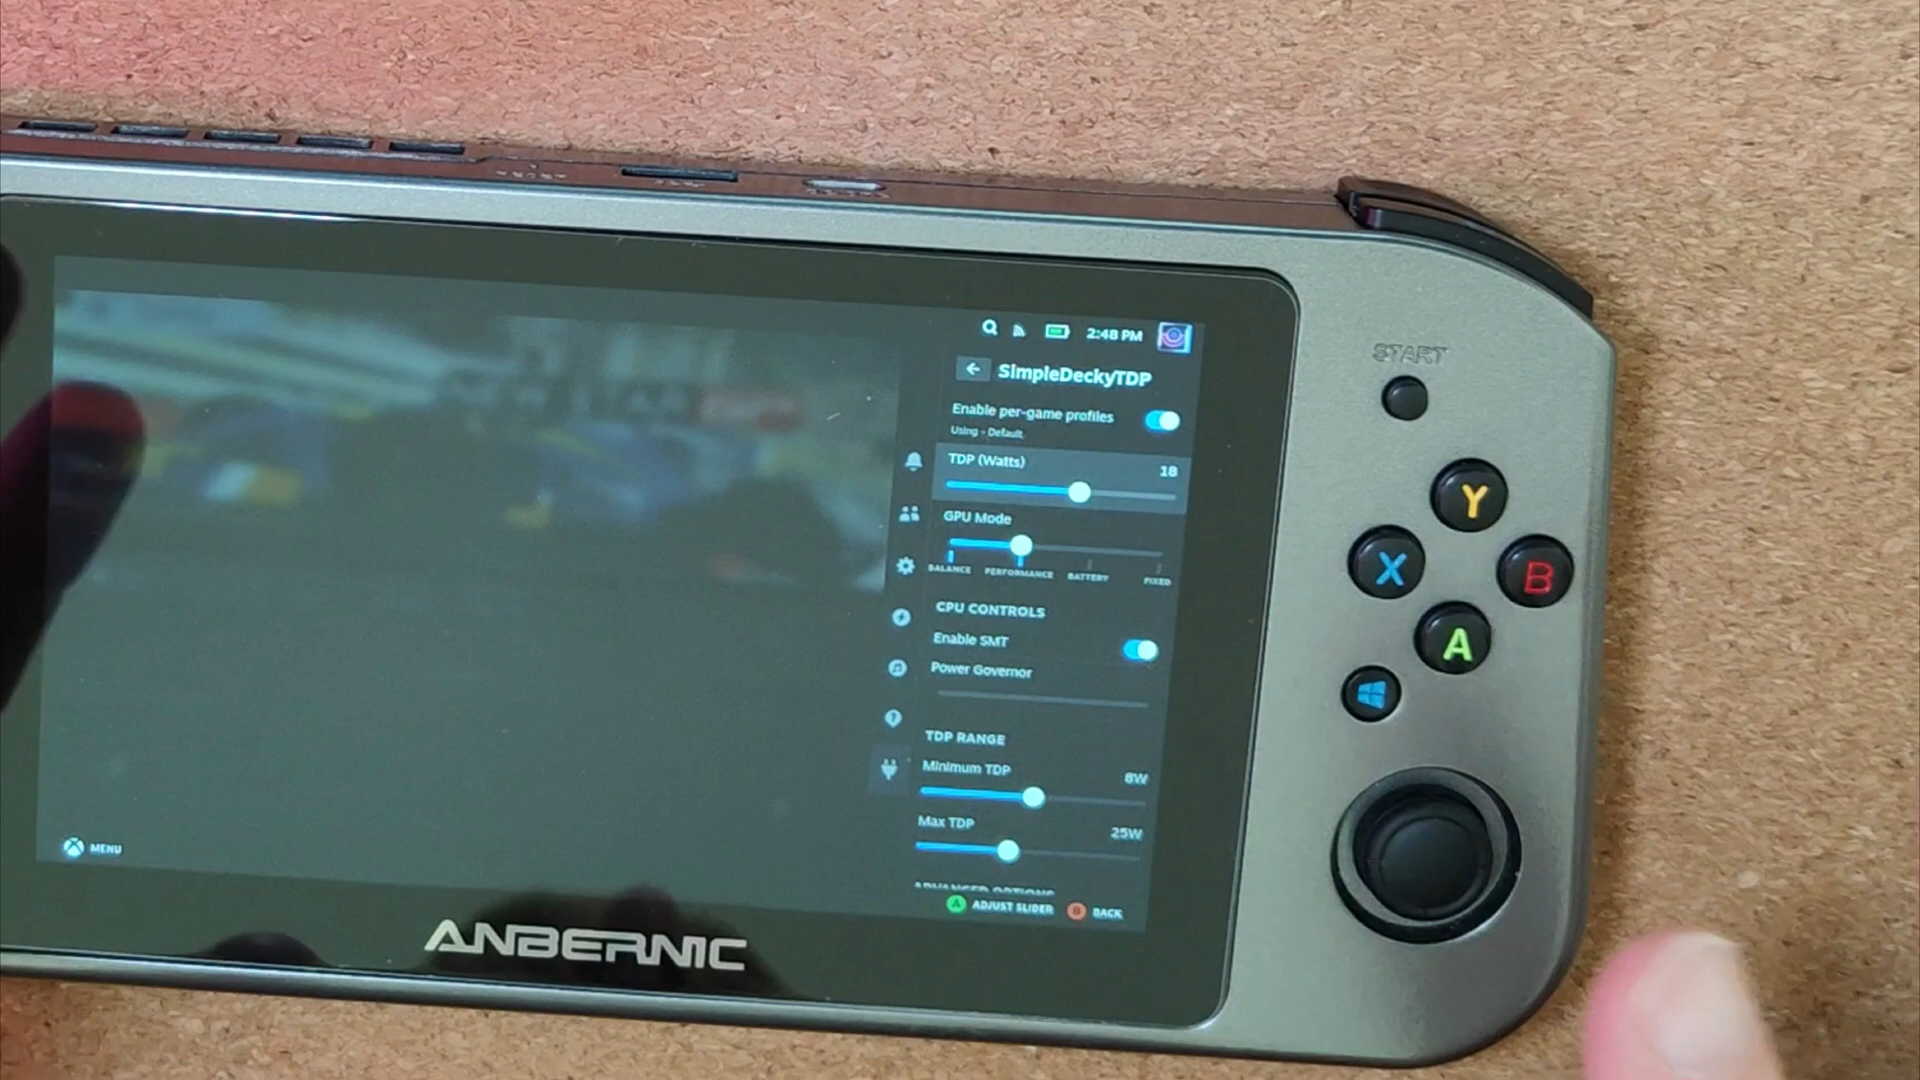 2:48 PM
SimpleDeckyTDP
Enable per-game profiles
Using - Default
TDP (Watts) 18
GPU Mode
BALANCE PERFORMANCE BATTERY FIXED
CPU CONTROLS
Enable SMT
Power Governor
TDP RANGE
Minimum TDP 8W
Max TDP 25W
ADVANCED OPTIONS
MENU
A ADJUST SLIDER B BACK
ANBERNIC
START
Y
X
B
A